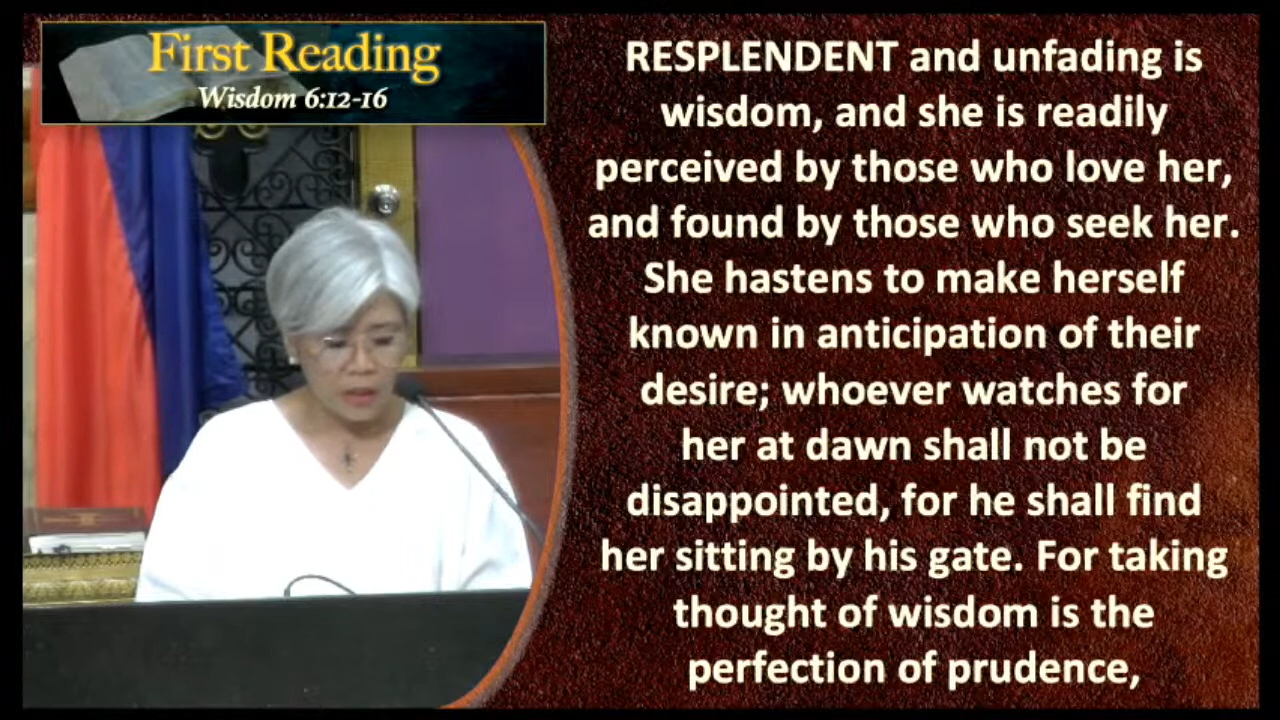 First Reading
Wisdom 6:12-16
RESPLENDENT and unfading is
wisdom, and she is readily
perceived by those who love her,
and found by those who seek her.
She hastens to make herself
known in anticipation of their
desire; whoever watches for
her at dawn shall not be
disappointed, for he shall find
her sitting by his gate. For taking
thought of wisdom is the
perfection of prudence,